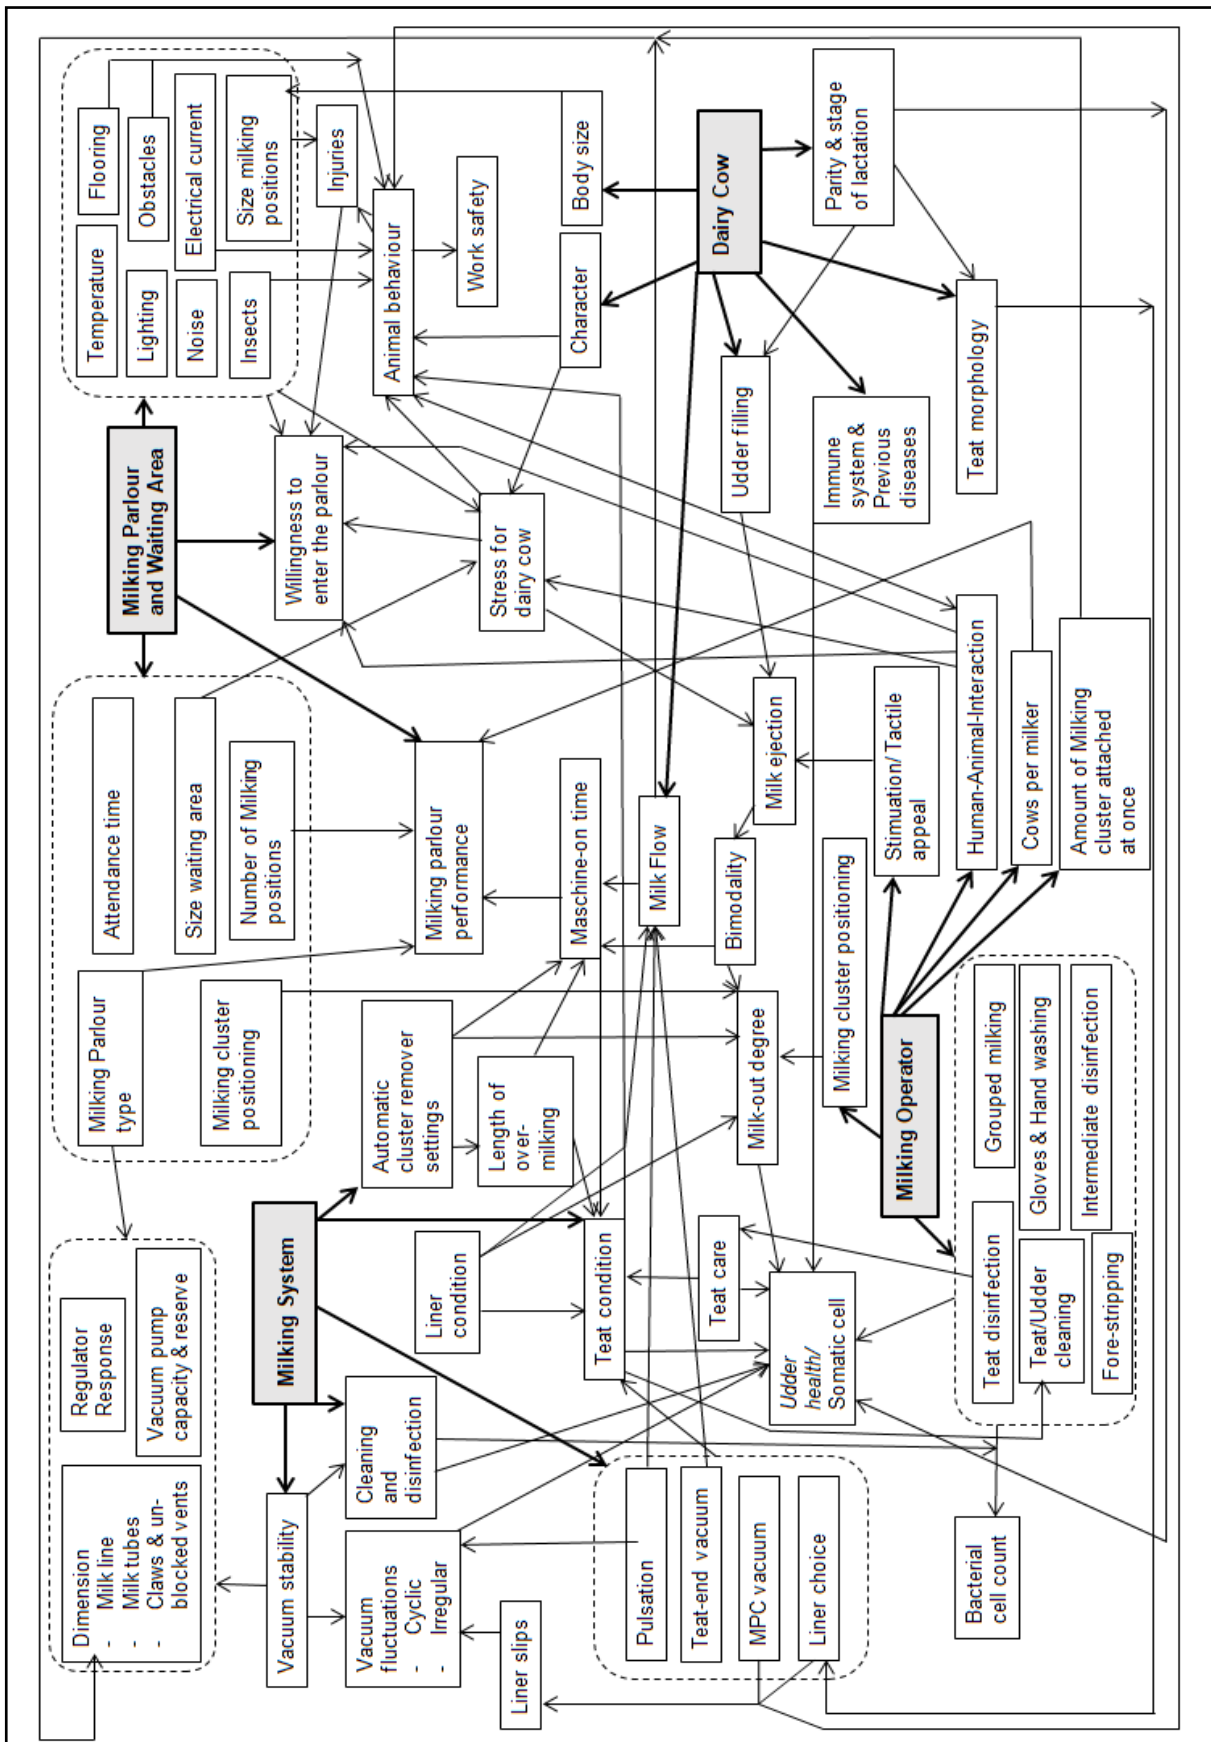 Dimension
- Milk line
- Milk tubes
- Claws & un-
blocked vents
Regulator
Response
Vacuum pump
capacity & reserve
Milking Parlour
type
Attendance time
Size waiting area
Milking cluster
positioning
Number of Milking
positions
Milking Parlour
and Waiting Area
Temperature
Flooring
Lighting
Obstacles
Noise
Electrical current
Insects
Size milking
positions
Milking System
Vacuum stability
Willingness to
enter the parlour
Injuries
Vacuum
fluctuations
- Cyclic
- Irregular
Cleaning
and
disinfection
Automatic
cluster remover
settings
Animal behaviour
Liner
condition
Milking parlour
performance
Work safety
Liner slips
Length of
over-
milking
Stress for
dairy cow
Teat condition
Maschine-on time
Character
Body size
Pulsation
Milk Flow
Teat-end vacuum
Teat care
Dairy Cow
MPC vacuum
Milk-out degree
Bimodality
Milk ejection
Udder filling
Liner choice
Udder
health/
Somatic cell
Milking cluster positioning
Immune
system &
Previous
diseases
Parity & stage
of lactation
Milking Operator
Stimuation/ Tactile
appeal
Bacterial
cell count
Teat disinfection
Grouped milking
Human-Animal-Interaction
Teat morphology
Teat/Udder
cleaning
Gloves & Hand washing
Cows per milker
Fore-stripping
Intermediate disinfection
Amount of Milking
cluster attached
at once